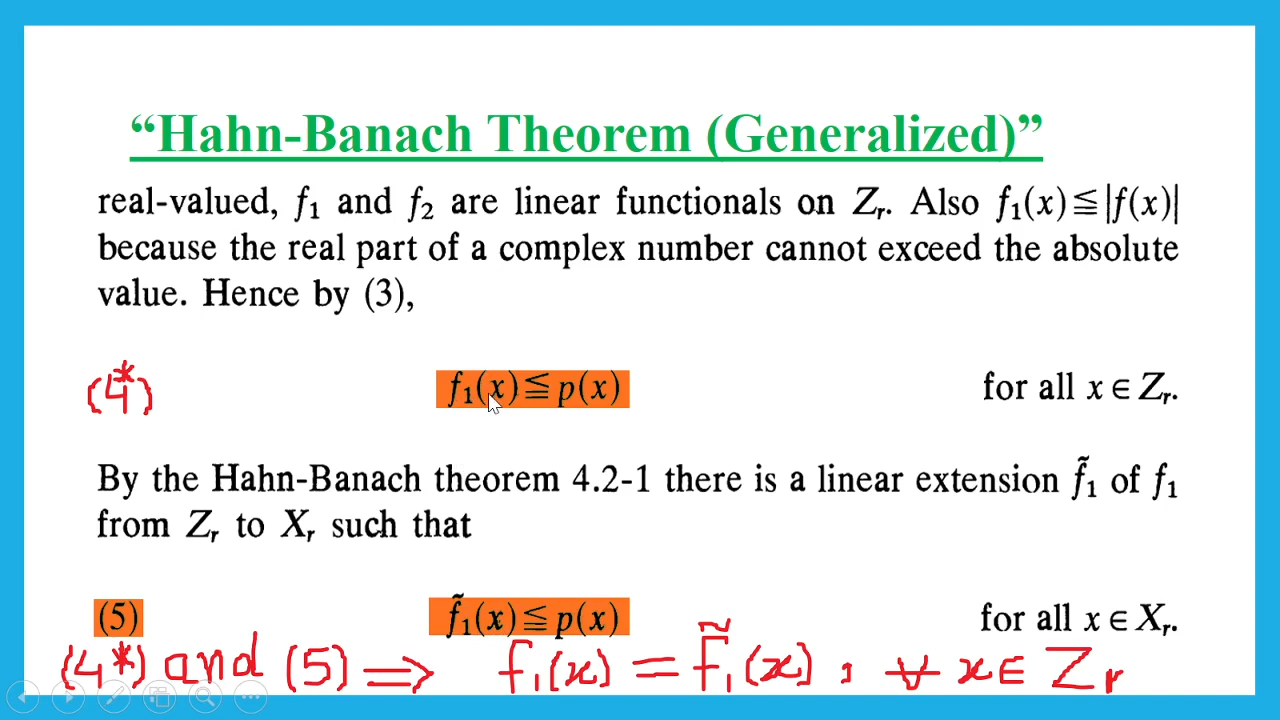 “Hahn-Banach Theorem (Generalized)”
real-valued, f₁ and f₂ are linear functionals on Zᵣ. Also f₁(x)≦|f(x)|
because the real part of a complex number cannot exceed the absolute
value. Hence by (3),
(4*) f₁(x)≦p(x) for all x∈Zᵣ.
By the Hahn-Banach theorem 4.2-1 there is a linear extension f̃₁ of f₁
from Zᵣ to Xᵣ such that
(5) f̃₁(x)≦p(x) for all x∈Xᵣ.
(4*) and (5) ⇒ f₁(x) = f̃₁(x), ∀ x∈ Zᵣ